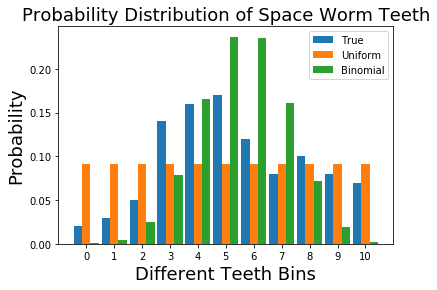 Probability Distribution of Space Worm Teeth
True
Uniform
Binomial
Probability
0.20
0.15
0.10
0.05
0.00
0 1 2 3 4 5 6 7 8 9 10
Different Teeth Bins